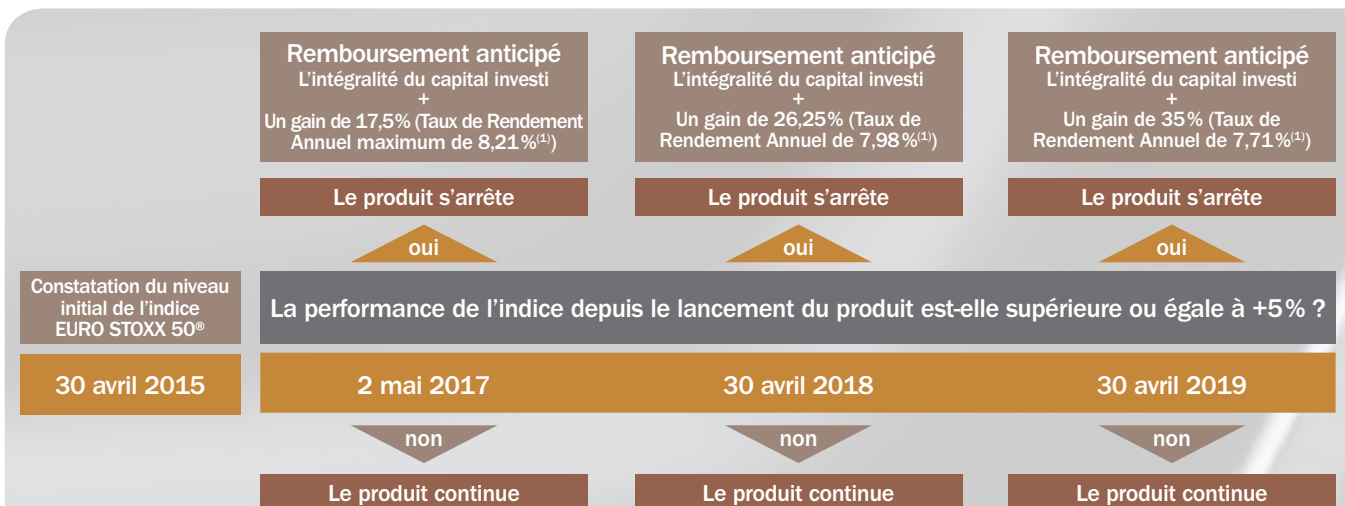 Remboursement anticipé
L'intégralité du capital investi
+
Un gain de 17,5% (Taux de Rendement
Annuel maximum de 8,21%(1))
Remboursement anticipé
L'intégralité du capital investi
+
Un gain de 26,25% (Taux de
Rendement Annuel de 7,98%(1))
Remboursement anticipé
L'intégralité du capital investi
+
Un gain de 35% (Taux de
Rendement Annuel de 7,71%(1))
Le produit s'arrête
Le produit s'arrête
Le produit s'arrête
oui
oui
oui
Constatation du niveau
initial de l'indice
EURO STOXX 50®
La performance de l'indice depuis le lancement du produit est-elle supérieure ou égale à +5% ?
30 avril 2015
2 mai 2017
30 avril 2018
30 avril 2019
non
non
non
Le produit continue
Le produit continue
Le produit continue